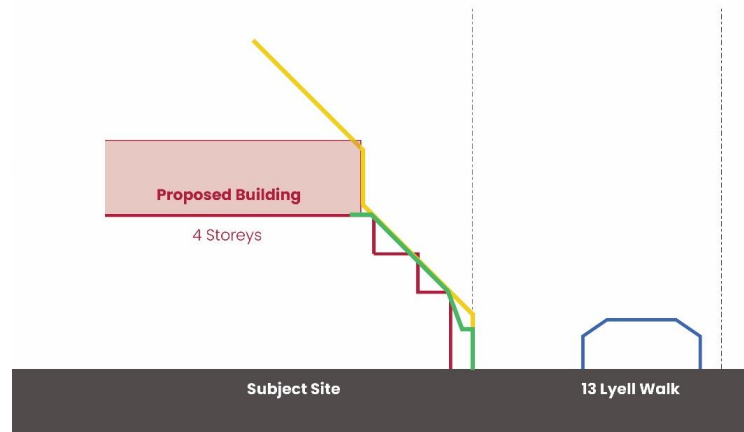 Proposed Building
4 Storeys
Subject Site
13 Lyell Walk